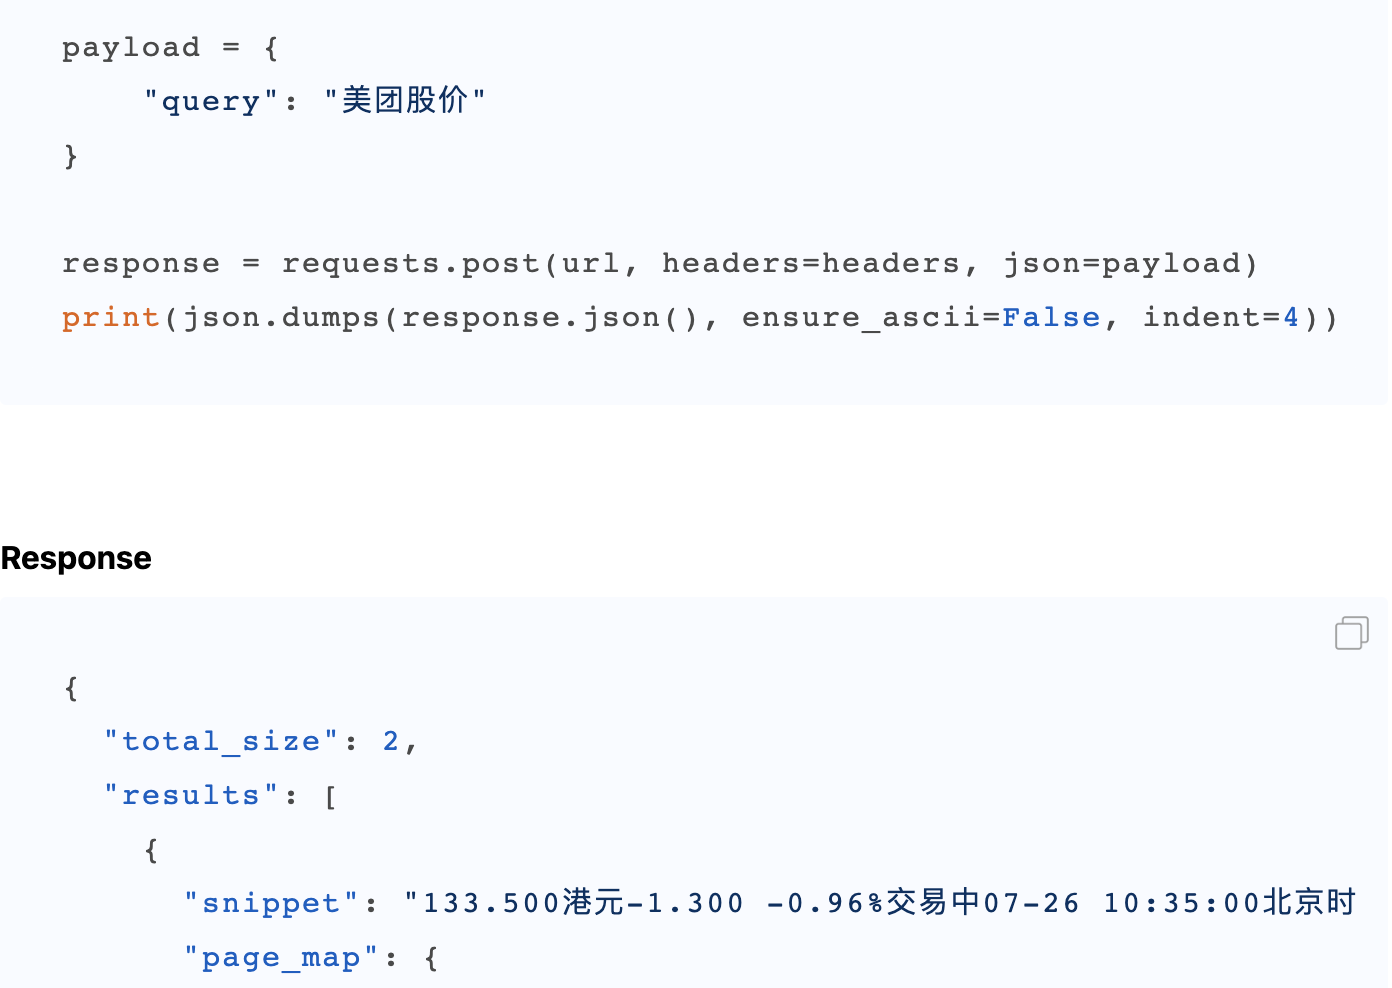 payload = {
    "query": "美团股价"
}
response = requests.post(url, headers=headers, json=payload)
print(json.dumps(response.json(), ensure_ascii=False, indent=4))
Response
{
  "total_size": 2,
  "results": [
    {
      "snippet": "133.500港元-1.300 -0.96%交易中07-26 10:35:00北京时
      "page_map": {